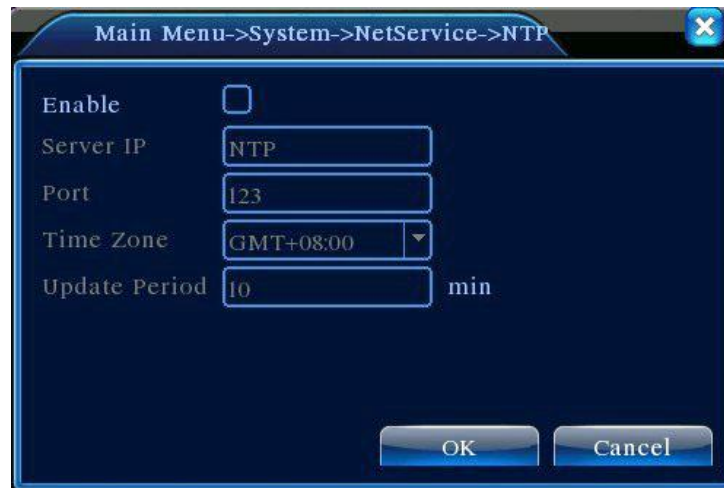 Main Menu->System->NetService->NTP
Enable
Server IP NTP
Port 123
Time Zone GMT+08:00
Update Period 10 min
OK Cancel